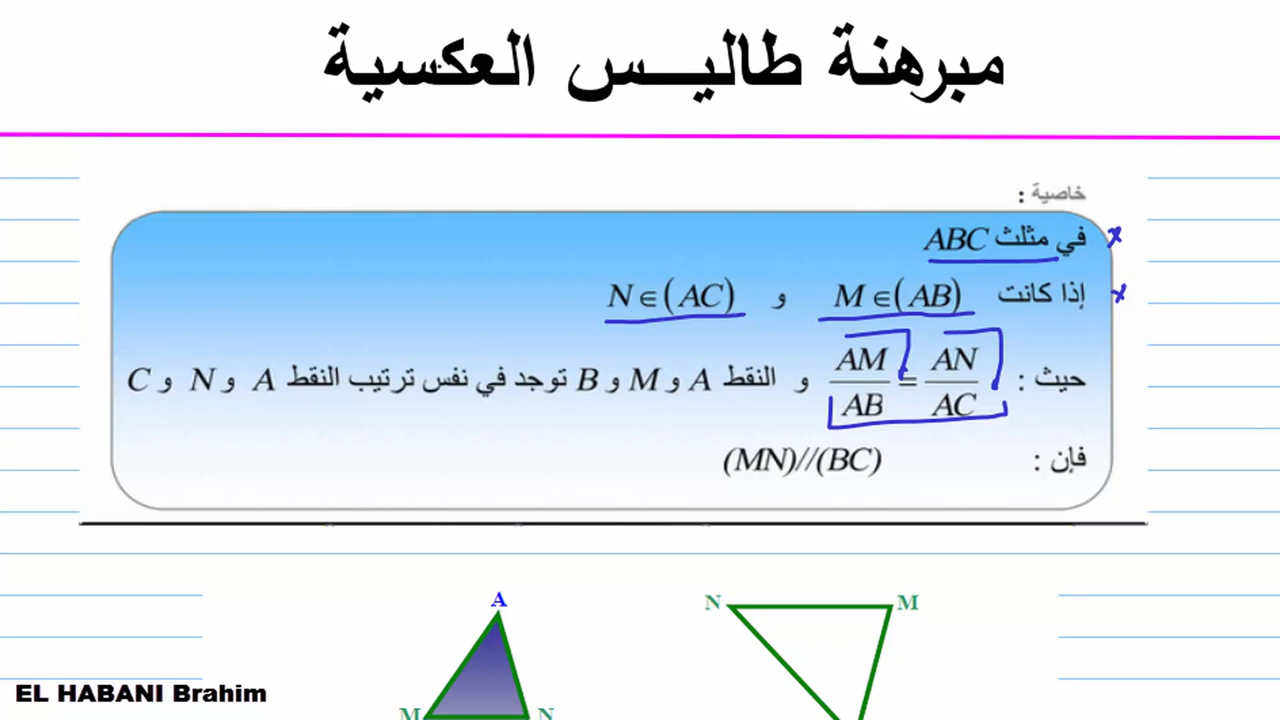 مبرهنة طاليس العكسية
خاصية :
في مثلث ABC
إذا كانت M ∈ (AB) و N ∈ (AC)
حيث : AM/AB = AN/AC و النقط A و M و B توجد في نفس ترتيب النقط A و N و C
فإن : (MN)//(BC)
A
N M
M N
EL HABANI Brahim